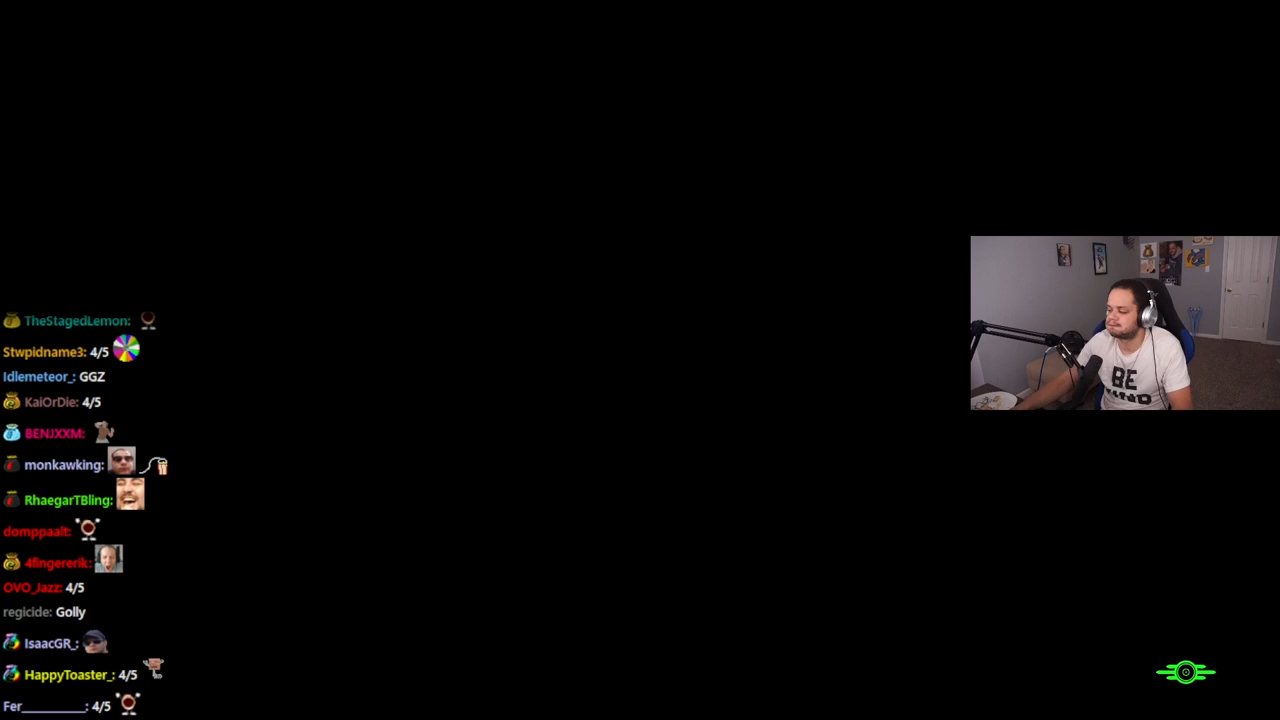 TheStagedLemon:
Stwpidname3: 4/5
Idlemeteor_: GGZ
KaiOrDie: 4/5
BENJXXM:
monkawking:
RhaegarTBling:
domppaalt:
4fingererik:
OVO_Jazz: 4/5
regicide: Golly
IsaacGR_:
HappyToaster_: 4/5
Fer__________: 4/5
BE